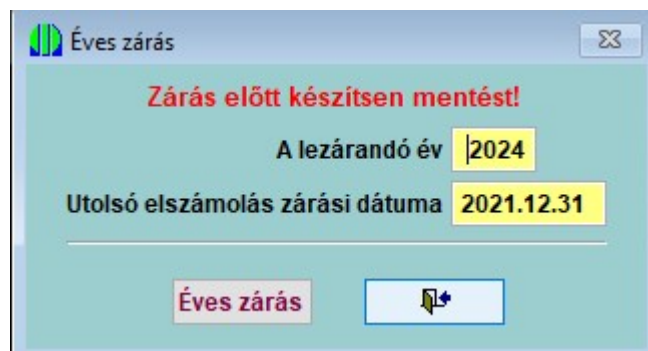 Éves zárás
Zárás előtt készítsen mentést!
A lezárandó év 2024
Utolsó elszámolás zárási dátuma 2021.12.31
Éves zárás